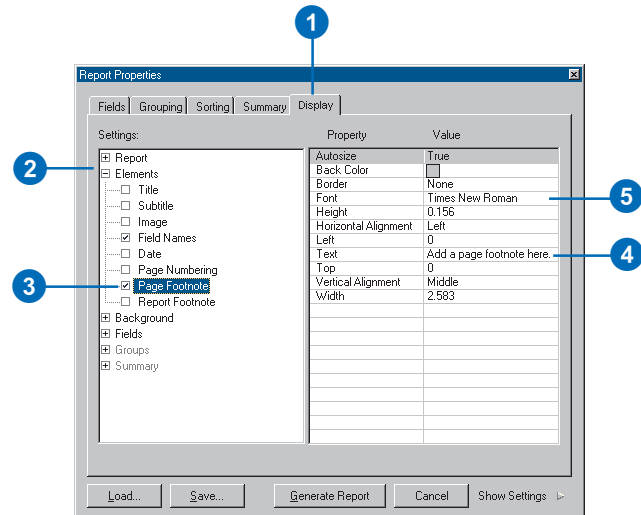 1
Report Properties
Fields Grouping Sorting Summary Display
Settings:
Property Value
2
Report
Elements
Title
Subtitle
Image
Field Names
Date
Page Numbering
3
Page Footnote
Report Footnote
Background
Fields
Groups
Summary
Autosize True
Back Color
Border None
Font Times New Roman
5
Height 0.156
Horizontal Alignment Left
Left 0
Text Add a page footnote here.
4
Top 0
Vertical Alignment Middle
Width 2.583
Load... Save... Generate Report Cancel Show Settings